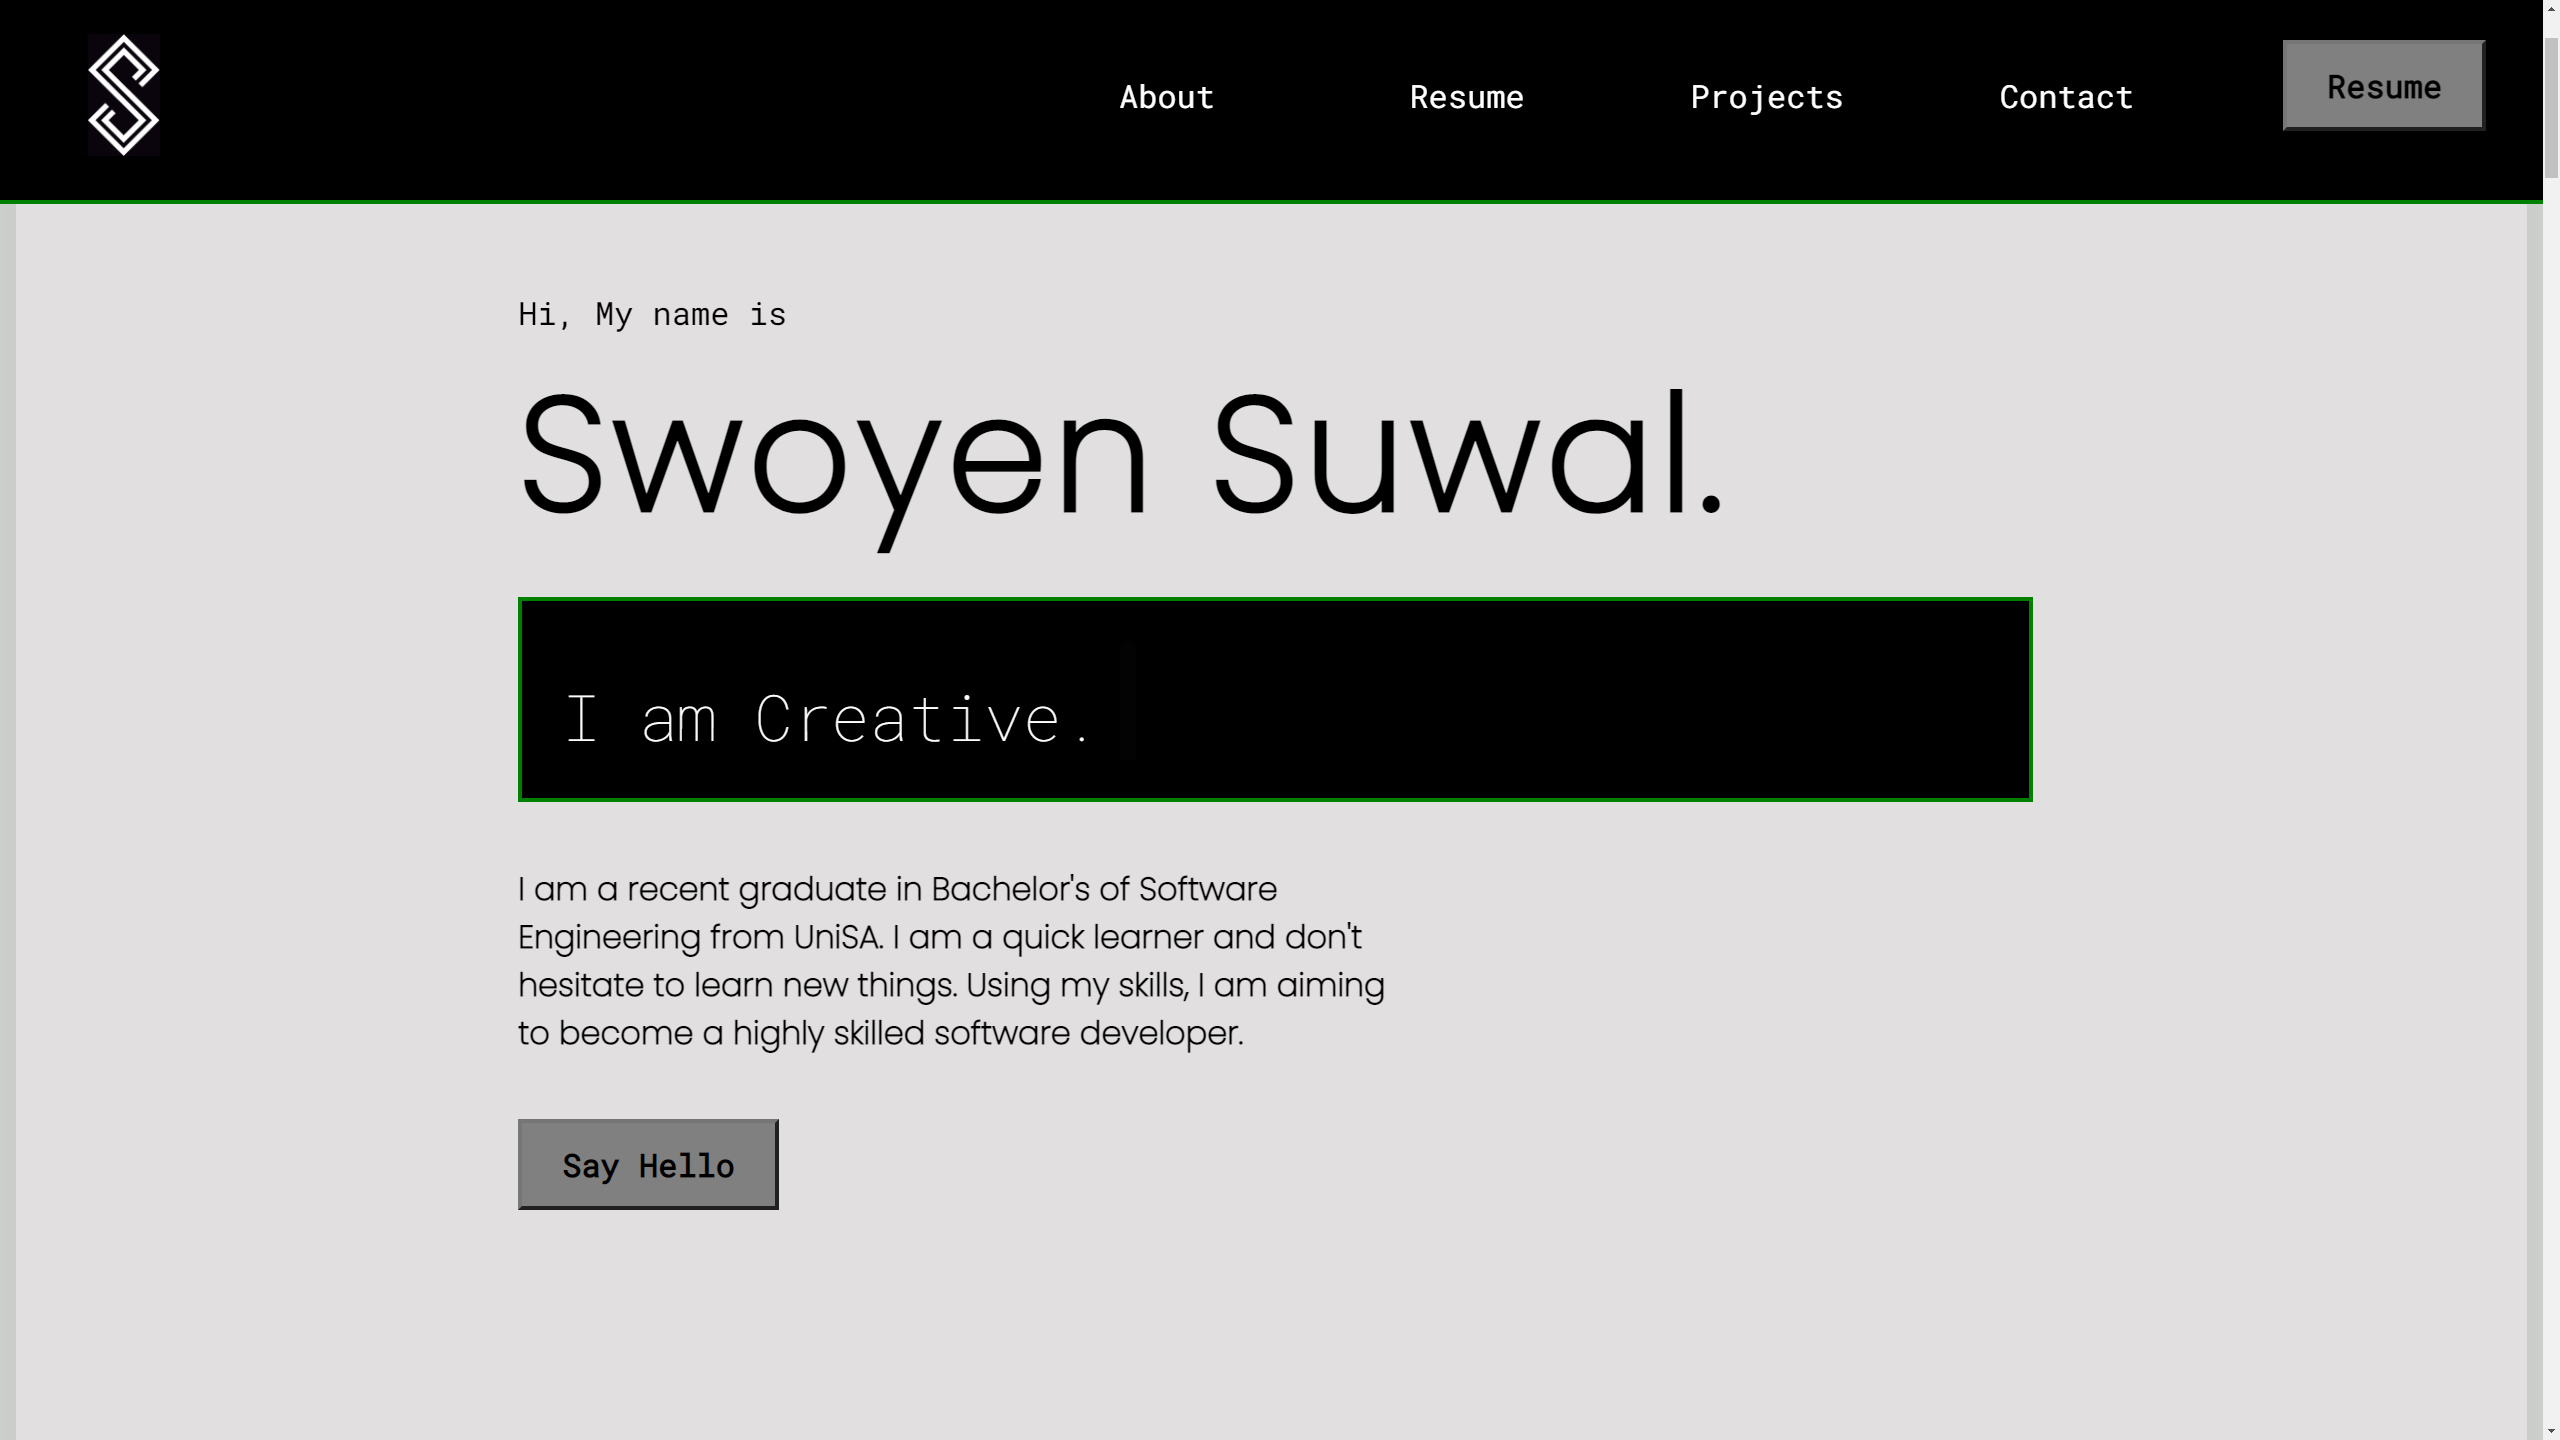 About Resume Projects Contact Resume
Hi, My name is
Swoyen Suwal.
I am Creative.
I am a recent graduate in Bachelor's of Software
Engineering from UniSA. I am a quick learner and don't
hesitate to learn new things. Using my skills, I am aiming
to become a highly skilled software developer.
Say Hello